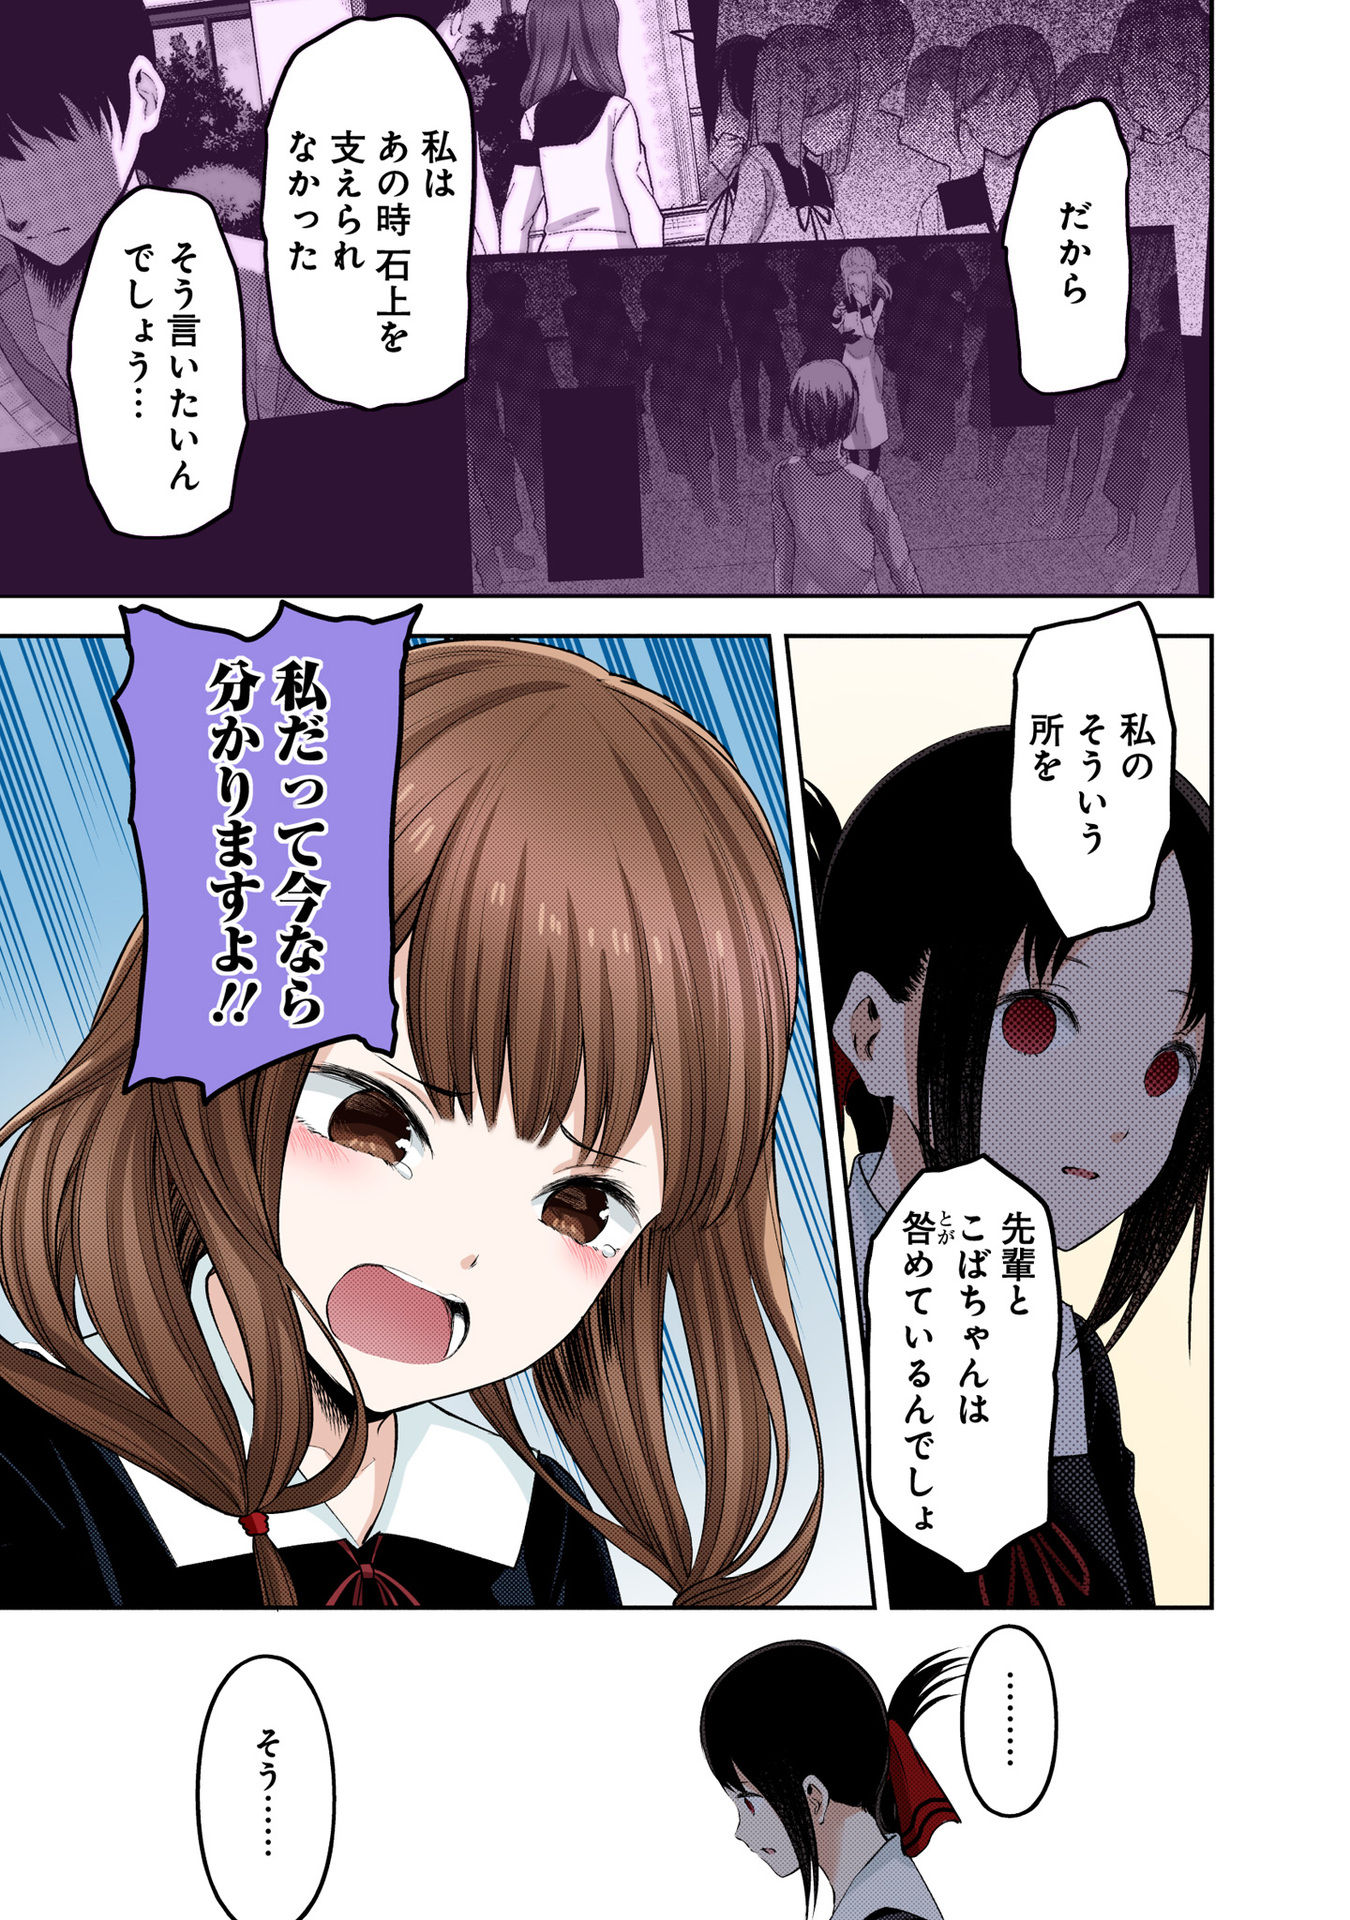 だから
私は
あの時 石上を
支えられ
なかった
そう言いたいん
でしょう…
私の
そういう
所を
先輩と
こばちゃんは
咎めているんでしょ
とが
私だって今なら
分かりますよ!!
………
そう……